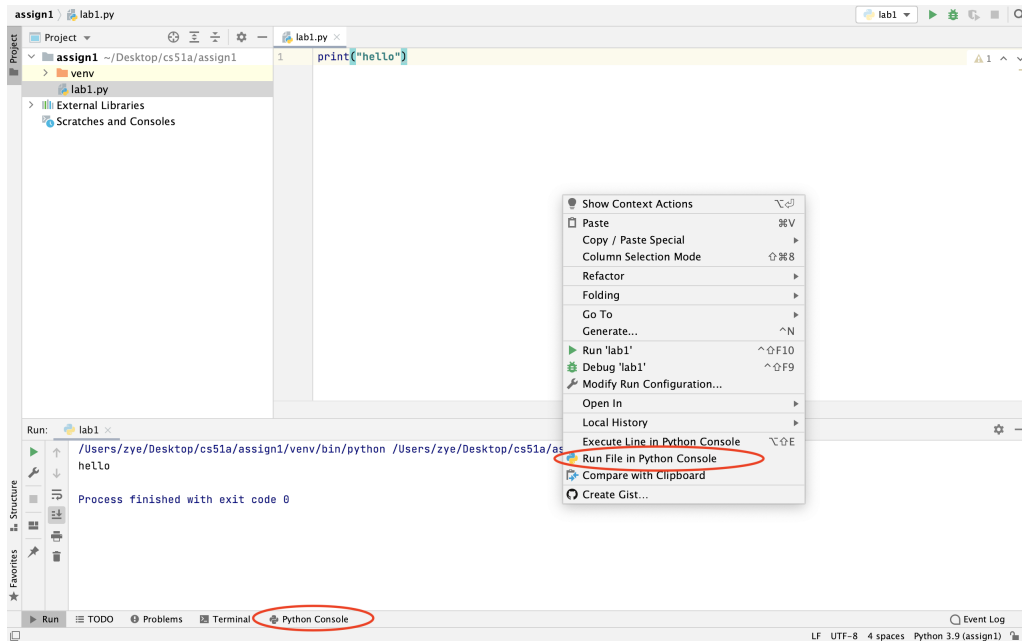 assign1 lab1.py
lab1
Project
Project
lab1.py
assign1 ~/Desktop/cs51a/assign1
venv
lab1.py
External Libraries
Scratches and Consoles
1 print("hello")
1
Show Context Actions ⌥⏎
Paste ⌘V
Copy / Paste Special
Column Selection Mode ⇧⌘8
Refactor
Folding
Go To
Generate... ^N
Run 'lab1' ^⇧F10
Debug 'lab1' ^⇧F9
Modify Run Configuration...
Open In
Local History
Execute Line in Python Console ⌥⇧E
Run File in Python Console
Compare with Clipboard
Create Gist...
Run: lab1
/Users/zye/Desktop/cs51a/assign1/venv/bin/python /Users/zye/Desktop/cs51a/as
hello
Process finished with exit code 0
Structure
Favorites
Run TODO Problems Terminal Python Console Event Log
LF UTF-8 4 spaces Python 3.9 (assign1)